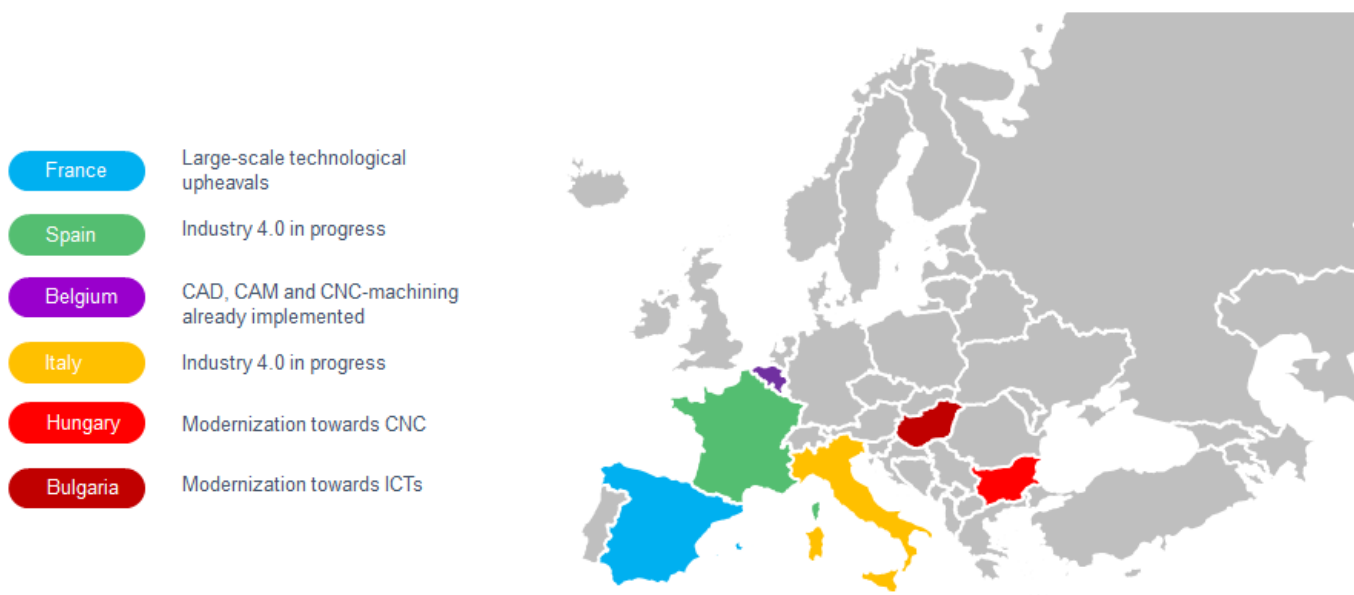 France
Large-scale technological
upheavals
Spain
Industry 4.0 in progress
Belgium
CAD, CAM and CNC-machining
already implemented
Italy
Industry 4.0 in progress
Hungary
Modernization towards CNC
Bulgaria
Modernization towards ICTs